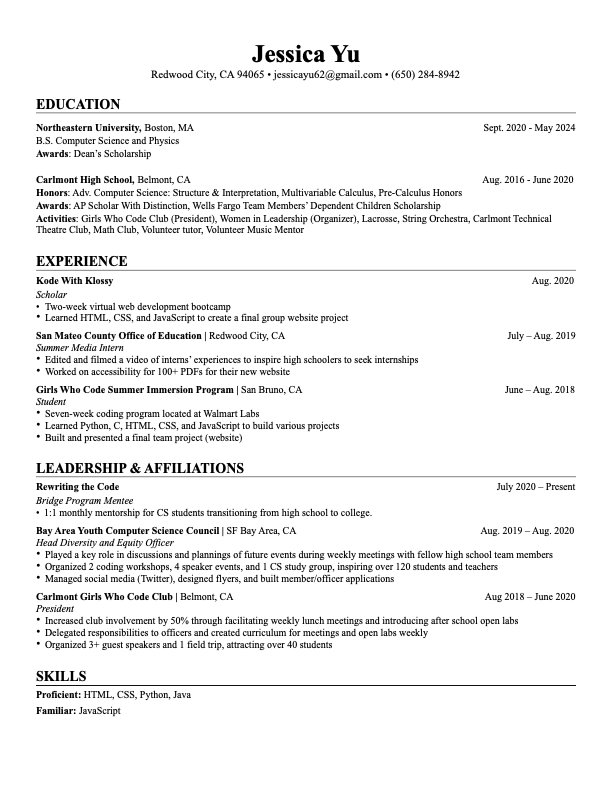 Jessica Yu
Redwood City, CA 94065 • jessicayu62@gmail.com • (650) 284-8942
EDUCATION
Northeastern University, Boston, MA Sept. 2020 - May 2024
B.S. Computer Science and Physics
Awards: Dean's Scholarship
Carlmont High School, Belmont, CA Aug. 2016 - June 2020
Honors: Adv. Computer Science: Structure & Interpretation, Multivariable Calculus, Pre-Calculus Honors
Awards: AP Scholar With Distinction, Wells Fargo Team Members' Dependent Children Scholarship
Activities: Girls Who Code Club (President), Women in Leadership (Organizer), Lacrosse, String Orchestra, Carlmont Technical
Theatre Club, Math Club, Volunteer tutor, Volunteer Music Mentor
EXPERIENCE
Kode With Klossy Aug. 2020
Scholar
• Two-week virtual web development bootcamp
• Learned HTML, CSS, and JavaScript to create a final group website project
San Mateo County Office of Education | Redwood City, CA July – Aug. 2019
Summer Media Intern
• Edited and filmed a video of interns' experiences to inspire high schoolers to seek internships
• Worked on accessibility for 100+ PDFs for their new website
Girls Who Code Summer Immersion Program | San Bruno, CA June – Aug. 2018
Student
• Seven-week coding program located at Walmart Labs
• Learned Python, C, HTML, CSS, and JavaScript to build various projects
• Built and presented a final team project (website)
LEADERSHIP & AFFILIATIONS
Rewriting the Code July 2020 – Present
Bridge Program Mentee
• 1:1 monthly mentorship for CS students transitioning from high school to college.
Bay Area Youth Computer Science Council | SF Bay Area, CA Aug. 2019 – Aug. 2020
Head Diversity and Equity Officer
• Played a key role in discussions and plannings of future events during weekly meetings with fellow high school team members
• Organized 2 coding workshops, 4 speaker events, and 1 CS study group, inspiring over 120 students and teachers
• Managed social media (Twitter), designed flyers, and built member/officer applications
Carlmont Girls Who Code Club | Belmont, CA Aug 2018 – June 2020
President
• Increased club involvement by 50% through facilitating weekly lunch meetings and introducing after school open labs
• Delegated responsibilities to officers and created curriculum for meetings and open labs weekly
• Organized 3+ guest speakers and 1 field trip, attracting over 40 students
SKILLS
Proficient: HTML, CSS, Python, Java
Familiar: JavaScript